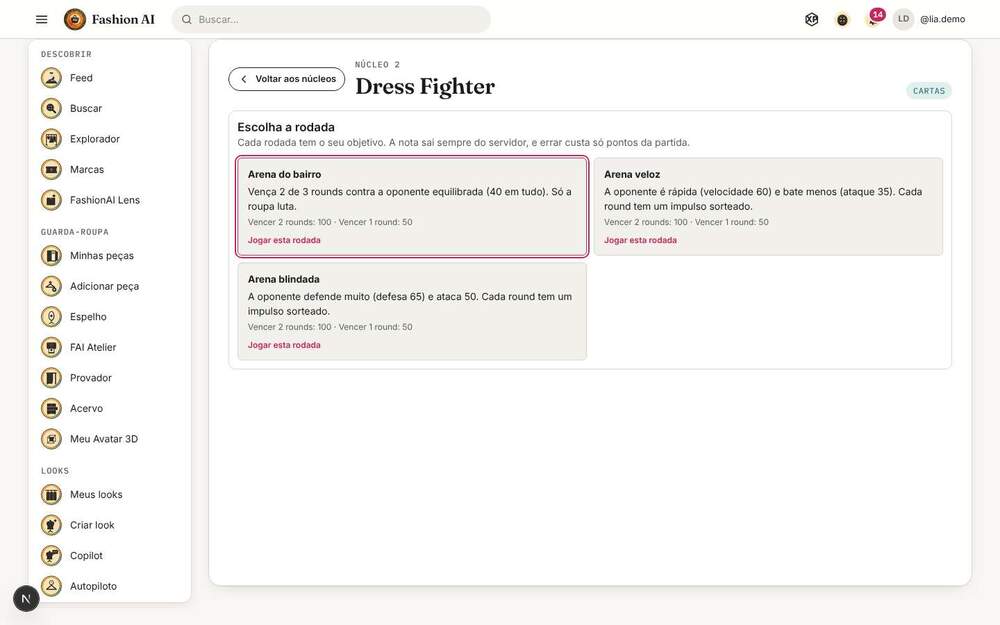 Fashion AI
Buscar...
XP
14
LD
@lia.demo
DESCOBRIR
Feed
Buscar
Explorador
Marcas
FashionAI Lens
GUARDA-ROUPA
Minhas peças
Adicionar peça
Espelho
FAI Atelier
Provador
Acervo
Meu Avatar 3D
LOOKS
Meus looks
Criar look
Copilot
Autopiloto
N
Voltar aos núcleos
NÚCLEO 2
Dress Fighter
CARTAS
Escolha a rodada
Cada rodada tem o seu objetivo. A nota sai sempre do servidor, e errar custa só pontos da partida.
Arena do bairro
Vença 2 de 3 rounds contra a oponente equilibrada (40 em tudo). Só a
roupa luta.
Vencer 2 rounds: 100 · Vencer 1 round: 50
Jogar esta rodada
Arena veloz
A oponente é rápida (velocidade 60) e bate menos (ataque 35). Cada
round tem um impulso sorteado.
Vencer 2 rounds: 100 · Vencer 1 round: 50
Jogar esta rodada
Arena blindada
A oponente defende muito (defesa 65) e ataca 50. Cada round tem um
impulso sorteado.
Vencer 2 rounds: 100 · Vencer 1 round: 50
Jogar esta rodada